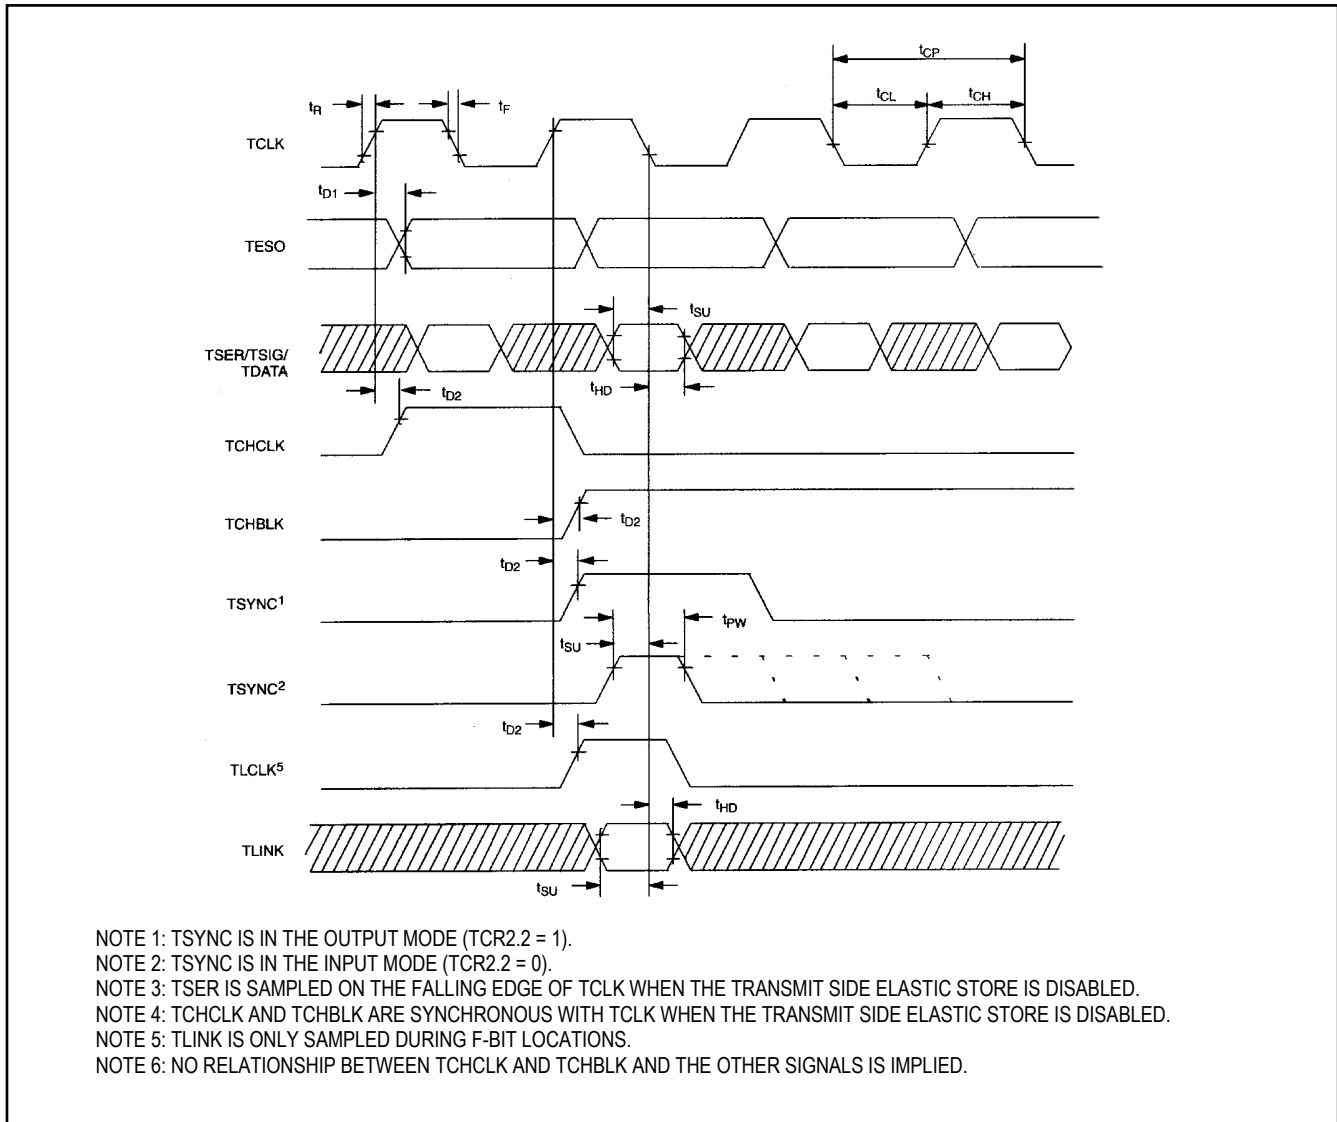 tCP
tR
tF
tCL
tCH
TCLK
tD1
TESO
tSU
TSER/TSIG/
TDATA
tHD
tD2
TCHCLK
TCHBLK
tD2
tD2
TSYNC1
tPW
tSU
TSYNC2
tD2
TLCLK5
tHD
TLINK
tSU
NOTE 1: TSYNC IS IN THE OUTPUT MODE (TCR2.2 = 1).
NOTE 2: TSYNC IS IN THE INPUT MODE (TCR2.2 = 0).
NOTE 3: TSER IS SAMPLED ON THE FALLING EDGE OF TCLK WHEN THE TRANSMIT SIDE ELASTIC STORE IS DISABLED.
NOTE 4: TCHCLK AND TCHBLK ARE SYNCHRONOUS WITH TCLK WHEN THE TRANSMIT SIDE ELASTIC STORE IS DISABLED.
NOTE 5: TLINK IS ONLY SAMPLED DURING F-BIT LOCATIONS.
NOTE 6: NO RELATIONSHIP BETWEEN TCHCLK AND TCHBLK AND THE OTHER SIGNALS IS IMPLIED.